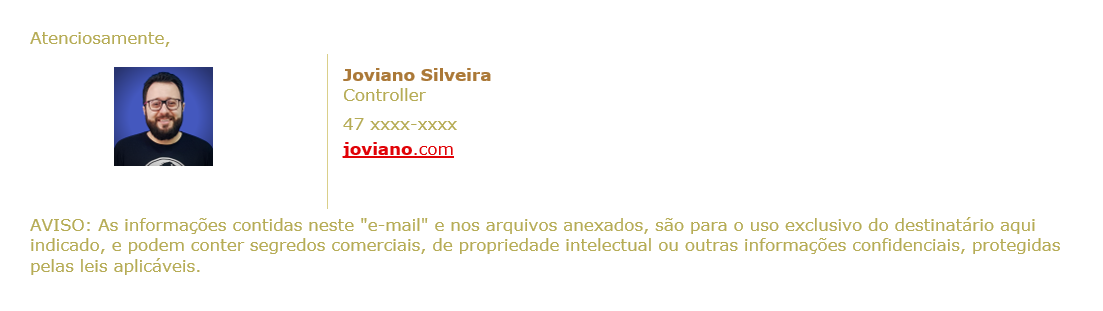 Atenciosamente,
Joviano Silveira
Controller
47 xxxx-xxxx
joviano.com
AVISO: As informações contidas neste "e-mail" e nos arquivos anexados, são para o uso exclusivo do destinatário aqui
indicado, e podem conter segredos comerciais, de propriedade intelectual ou outras informações confidenciais, protegidas
pelas leis aplicáveis.